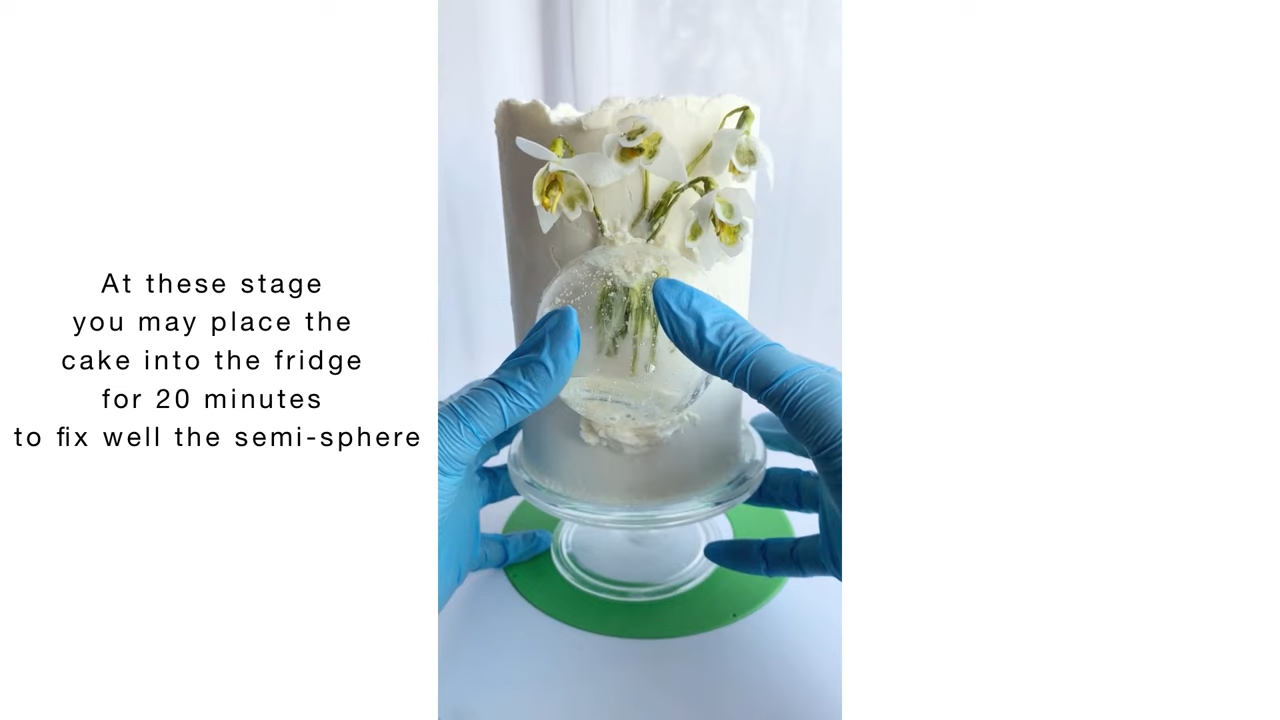 At these stage
you may place the
cake into the fridge
for 20 minutes
to fix well the semi-sphere